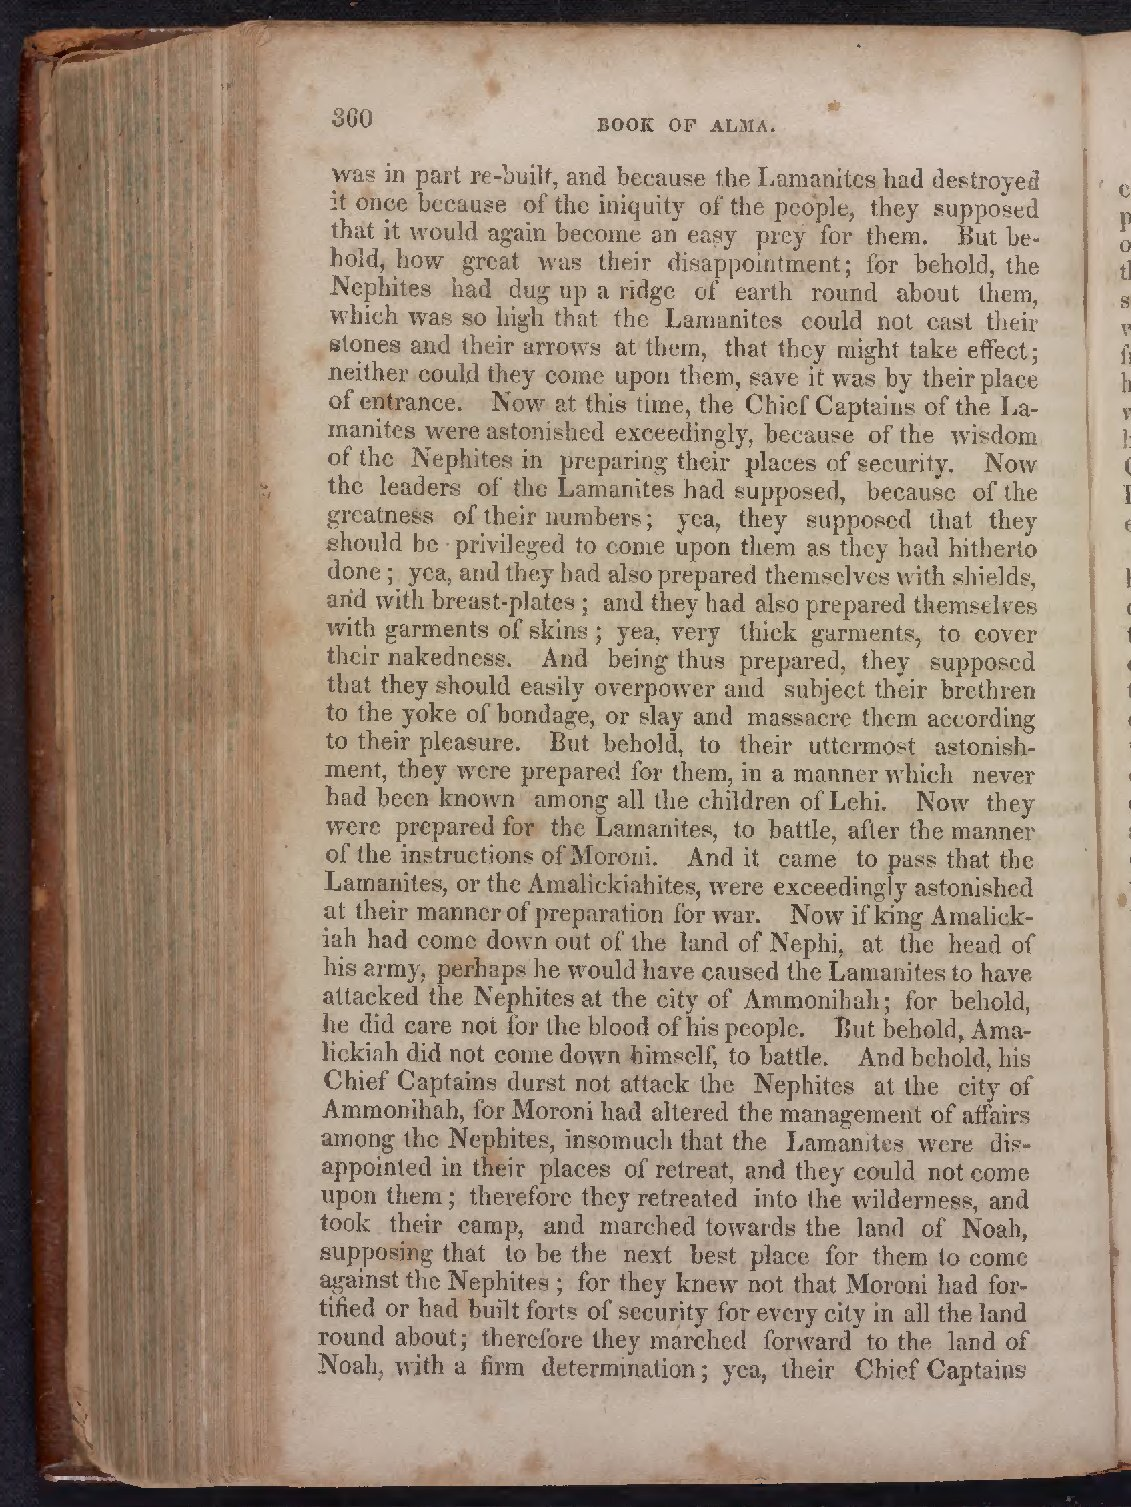 360
BOOK OF ALMA.
was in part re-built, and because the Lamanites had destroyed
it once because of the iniquity of the people, they supposed
that it would again become an easy prey for them. But be-
hold, how great was their disappointment; for behold, the
Nephites had dug up a ridge of earth round about them,
which was so high that the Lamanites could not cast their
stones and their arrows at them, that they might take effect;
neither could they come upon them, save it was by their place
of entrance. Now at this time, the Chief Captains of the La-
manites were astonished exceedingly, because of the wisdom
of the Nephites in preparing their places of security. Now
the leaders of the Lamanites had supposed, because of the
greatness of their numbers; yea, they supposed that they
should be privileged to come upon them as they had hitherto
done; yea, and they had also prepared themselves with shields,
and with breast-plates; and they had also prepared themselves
with garments of skins; yea, very thick garments, to cover
their nakedness. And being thus prepared, they supposed
that they should easily overpower and subject their brethren
to the yoke of bondage, or slay and massacre them according
to their pleasure. But behold, to their uttermost astonish-
ment, they were prepared for them, in a manner which never
had been known among all the children of Lehi. Now they
were prepared for the Lamanites, to battle, after the manner
of the instructions of Moroni. And it came to pass that the
Lamanites, or the Amalickiahites, were exceedingly astonished
at their manner of preparation for war. Now if king Amalick-
iah had come down out of the land of Nephi, at the head of
his army, perhaps he would have caused the Lamanites to have
attacked the Nephites at the city of Ammonihah; for behold,
he did care not for the blood of his people. But behold, Ama-
lickiah did not come down himself, to battle. And behold, his
Chief Captains durst not attack the Nephites at the city of
Ammonihah, for Moroni had altered the management of affairs
among the Nephites, insomuch that the Lamanites were dis-
appointed in their places of retreat, and they could not come
upon them; therefore they retreated into the wilderness, and
took their camp, and marched towards the land of Noah,
supposing that to be the next best place for them to come
against the Nephites; for they knew not that Moroni had for-
tified or had built forts of security for every city in all the land
round about; therefore they marched forward to the land of
Noah, with a firm determination; yea, their Chief Captains